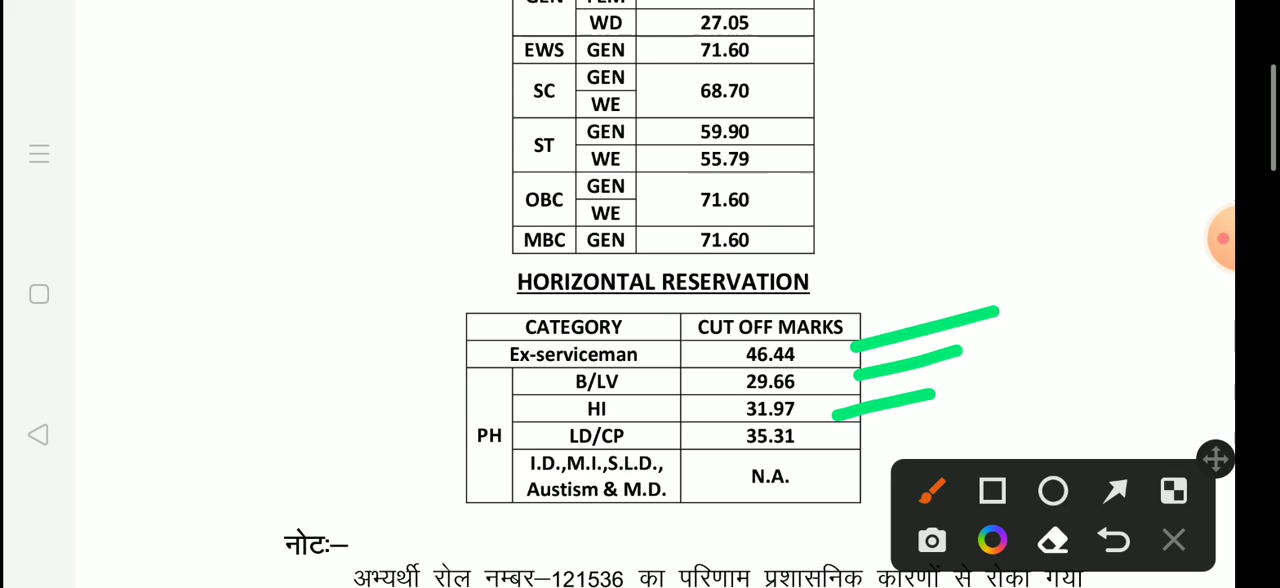 WD 27.05
EWS GEN 71.60
SC GEN 68.70
WE
ST GEN 59.90
WE 55.79
OBC GEN 71.60
WE
MBC GEN 71.60
HORIZONTAL RESERVATION
CATEGORY CUT OFF MARKS
Ex-serviceman 46.44
PH B/LV 29.66
HI 31.97
LD/CP 35.31
I.D.,M.I.,S.L.D.,
Austism & M.D. N.A.
नोटः—
अभ्यर्थी रोल नम्बर—121536 का परिणाम प्रशासनिक कारणों से रोका गया